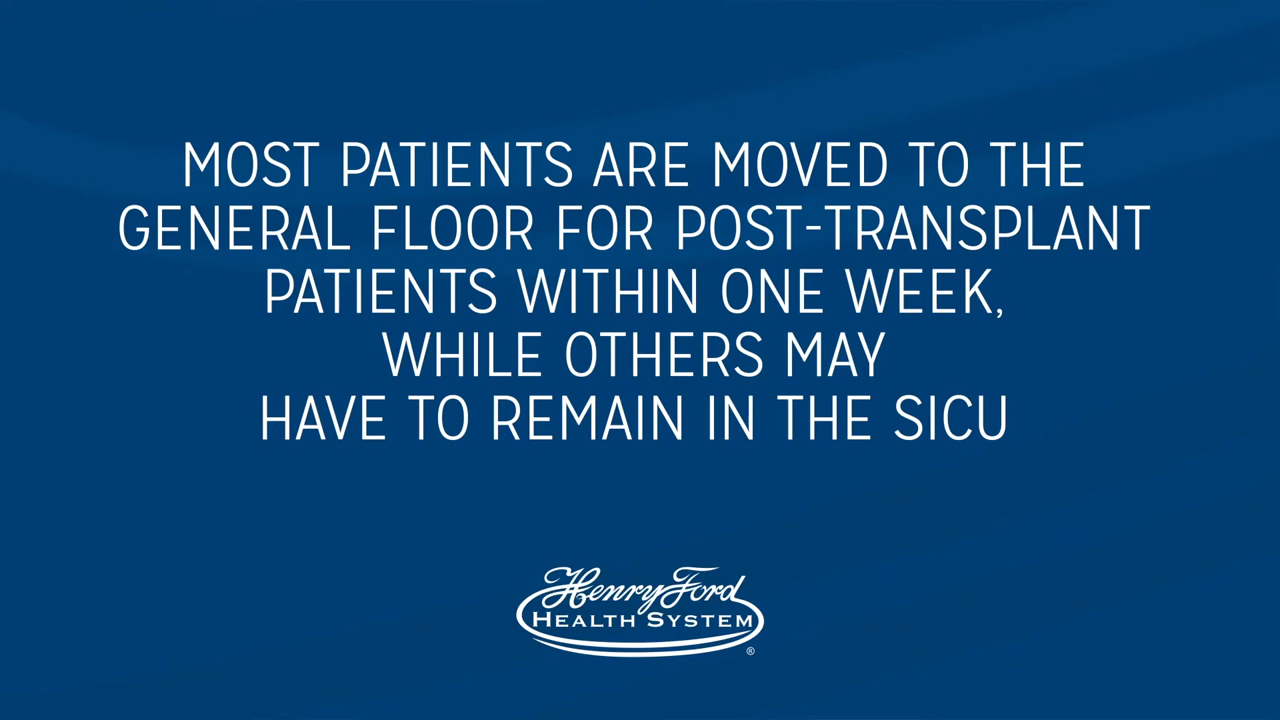 MOST PATIENTS ARE MOVED TO THE
GENERAL FLOOR FOR POST-TRANSPLANT
PATIENTS WITHIN ONE WEEK,
WHILE OTHERS MAY
HAVE TO REMAIN IN THE SICU
Henry Ford
HEALTH SYSTEM
®